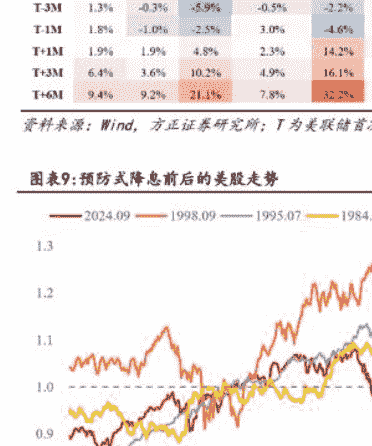 T-3M 1.3% -0.3% -5.9% -0.5% -2.2%
T-1M 1.8% -1.0% -2.5% 3.0% -4.6%
T+1M 1.9% 1.9% 4.8% 2.3% 14.2%
T+3M 6.4% 3.6% 10.2% 4.9% 16.1%
T+6M 9.4% 9.2% 21.1% 7.8% 32.2%
资料来源：Wind，方正证券研究所；T为美联储首次
图表9:预防式降息前后的美股走势
2024.09 1998.09 1995.07 1984.
1.3
1.2
1.1
1.0
0.9